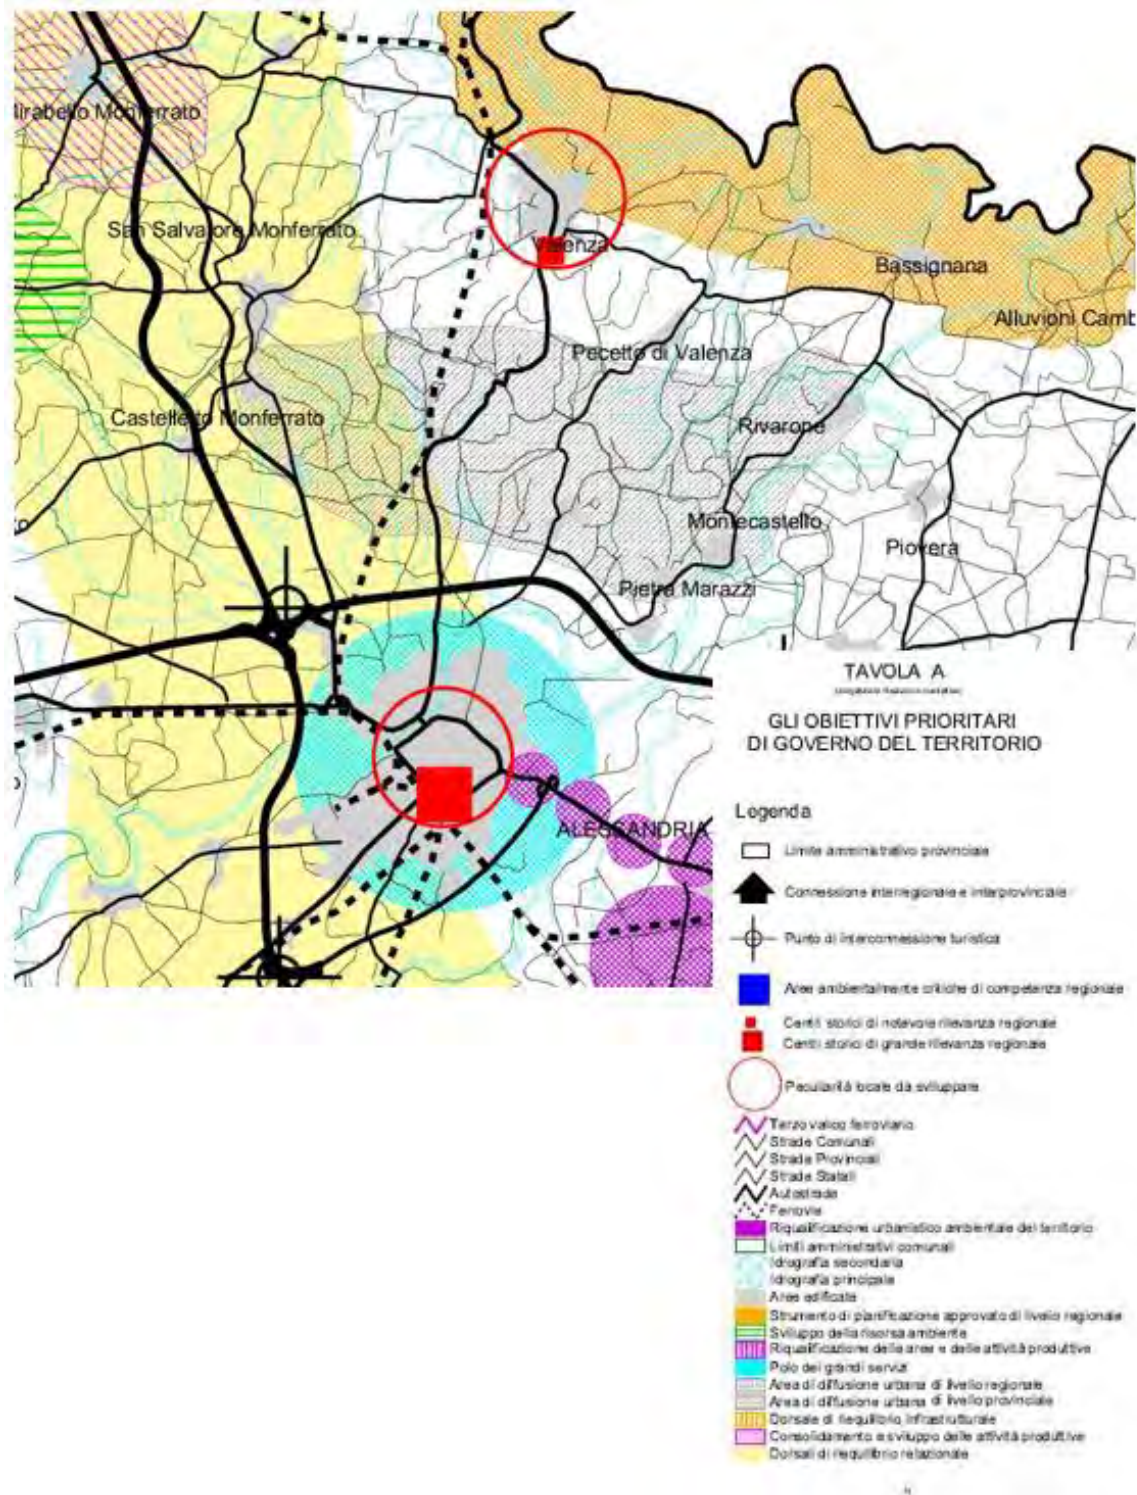 Mirabello Monferrato
San Salvatore Monferrato
Valenza
Bassignana
Alluvioni Camb
Pecetto di Valenza
Castelletto Monferrato
Rivarone
Montecastello
Piovera
Pietra Marazzi
ALESSANDRIA
TAVOLA A
GLI OBIETTIVI PRIORITARI
DI GOVERNO DEL TERRITORIO
Legenda
Limite amministrativo provinciale
Connessione interregionale e interprovinciale
Punto di interconnessione turistica
Aree ambientalmente critiche di competenza regionale
Centri storici di notevole rilevanza regionale
Centri storici di grande rilevanza regionale
Peculiarità locale da sviluppare
Terzo valico ferroviario
Strade Comunali
Strade Provinciali
Strade Statali
Autostrade
Ferrovie
Riqualificazione urbanistico ambientale del territorio
Limiti amministrativi comunali
Idrografia secondaria
Idrografia principale
Aree edificate
Strumento di pianificazione approvato di livello regionale
Sviluppo della risorsa ambiente
Riqualificazione delle aree e delle attività produttive
Polo dei grandi servizi
Area di diffusione urbana di livello regionale
Area di diffusione urbana di livello provinciale
Dorsale di riequilibrio infrastrutturale
Consolidamento e sviluppo delle attività produttive
Dorsali di riequilibrio relazionale